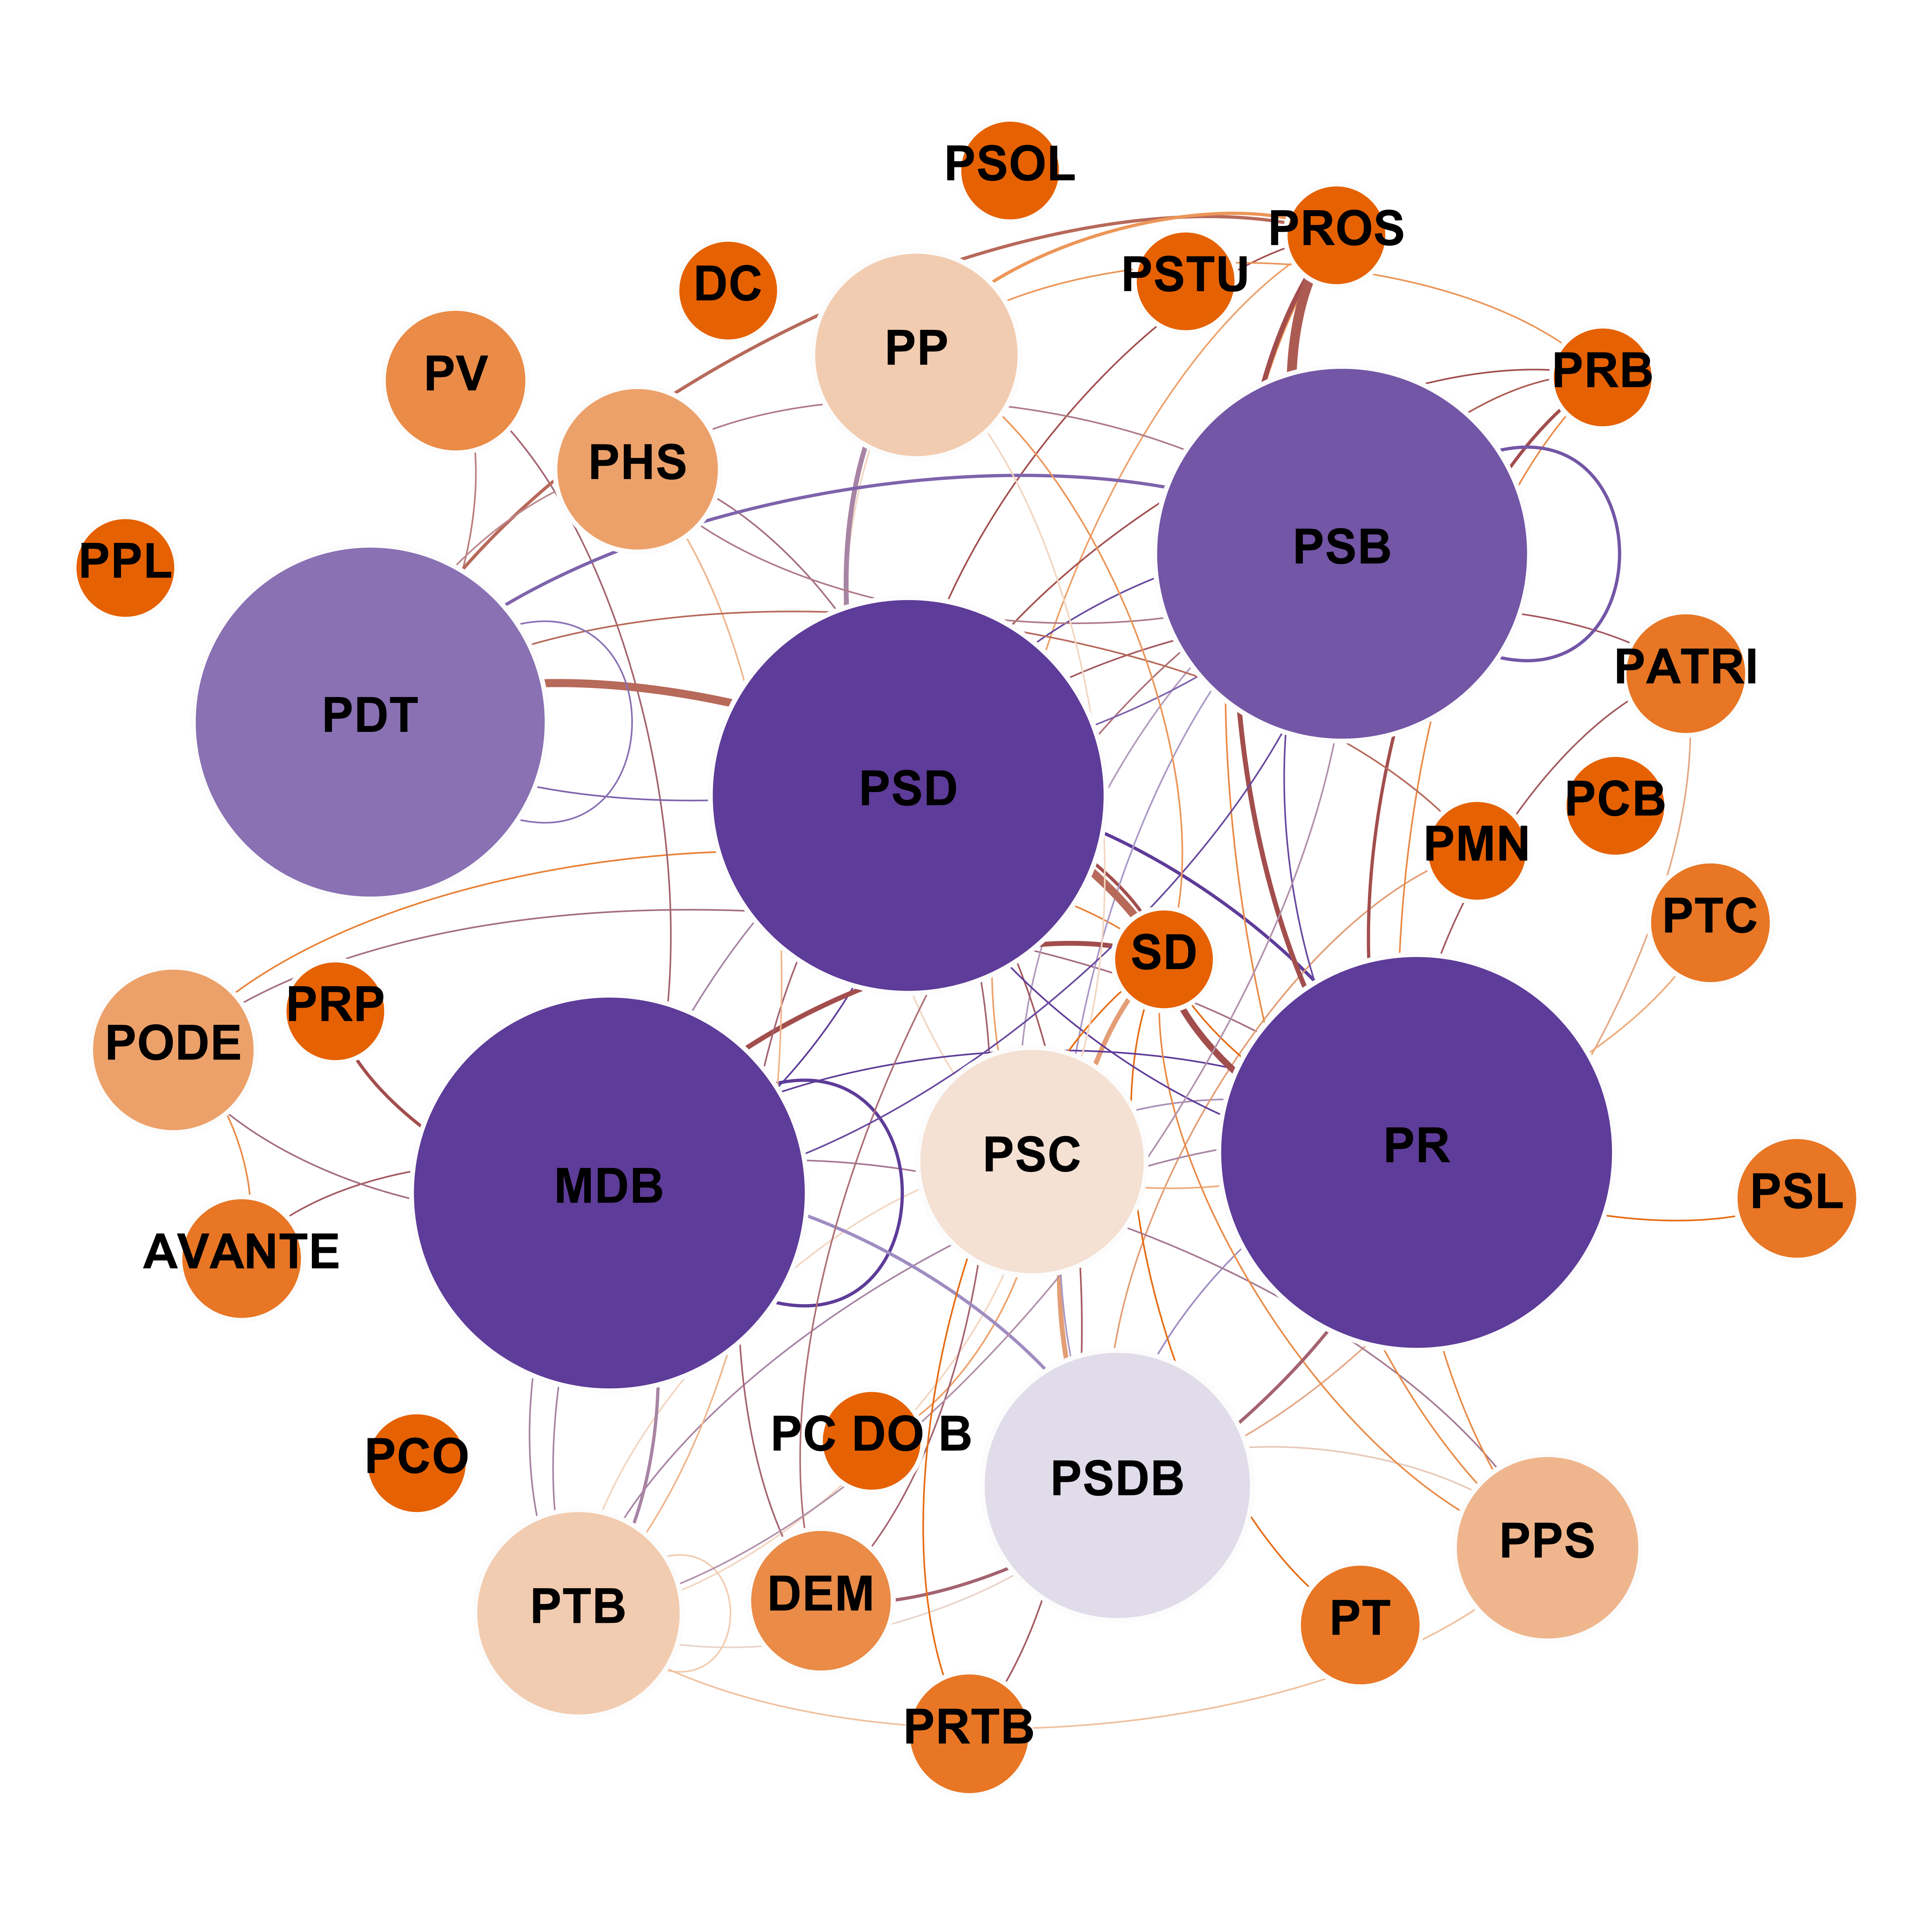 PSOL
PROS
PSTU
DC
PP
PV
PRB
PHS
PSB
PPL
PATRI
PDT
PSD
PCB
PMN
PTC
SD
PRP
PODE
PSC
PR
MDB
PSL
AVANTE
PC DO B
PCO
PSDB
PPS
DEM
PTB
PT
PRTB